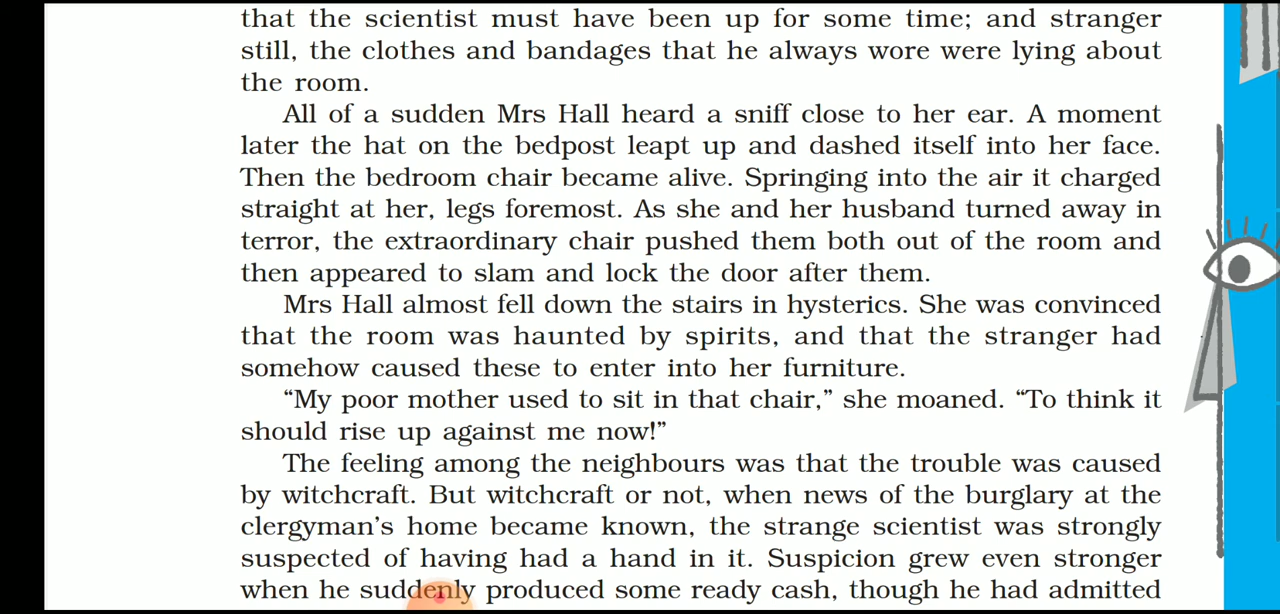 that the scientist must have been up for some time; and stranger
still, the clothes and bandages that he always wore were lying about
the room.
All of a sudden Mrs Hall heard a sniff close to her ear. A moment
later the hat on the bedpost leapt up and dashed itself into her face.
Then the bedroom chair became alive. Springing into the air it charged
straight at her, legs foremost. As she and her husband turned away in
terror, the extraordinary chair pushed them both out of the room and
then appeared to slam and lock the door after them.
Mrs Hall almost fell down the stairs in hysterics. She was convinced
that the room was haunted by spirits, and that the stranger had
somehow caused these to enter into her furniture.
“My poor mother used to sit in that chair,” she moaned. “To think it
should rise up against me now!”
The feeling among the neighbours was that the trouble was caused
by witchcraft. But witchcraft or not, when news of the burglary at the
clergyman’s home became known, the strange scientist was strongly
suspected of having had a hand in it. Suspicion grew even stronger
when he suddenly produced some ready cash, though he had admitted